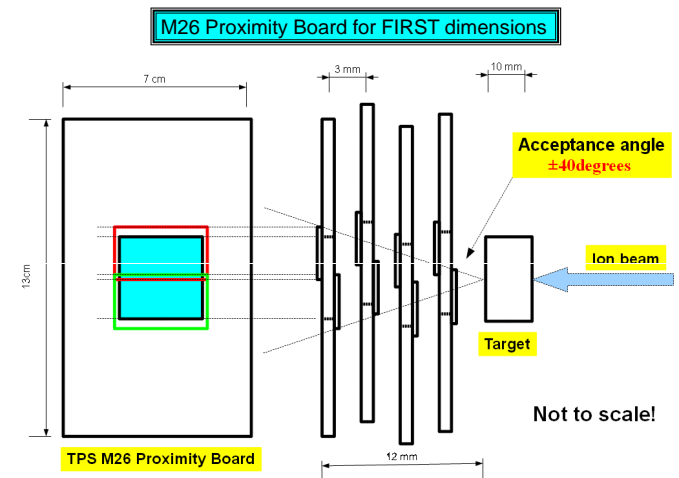 M26 Proximity Board for FIRST dimensions
7 cm
3 mm
10 mm
Acceptance angle
±40degrees
13cm
Ion beam
Target
Not to scale!
TPS M26 Proximity Board
12 mm